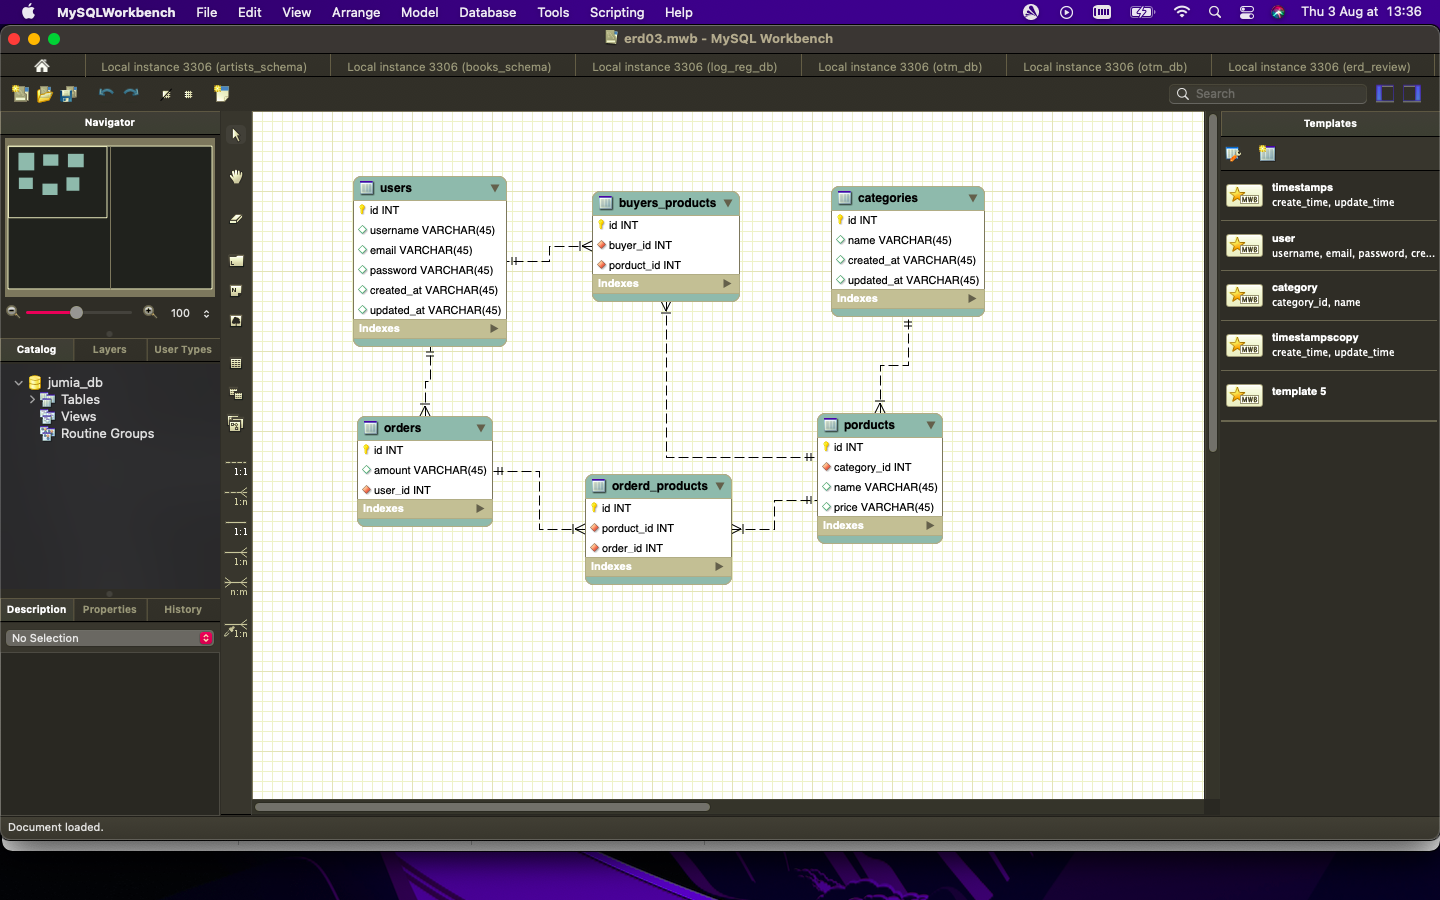 MySQLWorkbench File Edit View Arrange Model Database Tools Scripting Help Thu 3 Aug at 13:36
erd03.mwb - MySQL Workbench
Local instance 3306 (artists_schema) Local instance 3306 (books_schema) Local instance 3306 (log_reg_db) Local instance 3306 (otm_db) Local instance 3306 (otm_db) Local instance 3306 (erd_review)
Search
Navigator
100
Catalog Layers User Types
jumia_db
Tables
Views
Routine Groups
Description Properties History
No Selection
Document loaded.
1:1
1:n
1:1
1:n
n:m
1:n
users
id INT
username VARCHAR(45)
email VARCHAR(45)
password VARCHAR(45)
created_at VARCHAR(45)
updated_at VARCHAR(45)
Indexes
buyers_products
id INT
buyer_id INT
porduct_id INT
Indexes
categories
id INT
name VARCHAR(45)
created_at VARCHAR(45)
updated_at VARCHAR(45)
Indexes
orders
id INT
amount VARCHAR(45)
user_id INT
Indexes
orderd_products
id INT
porduct_id INT
order_id INT
Indexes
porducts
id INT
category_id INT
name VARCHAR(45)
price VARCHAR(45)
Indexes
Templates
timestamps
create_time, update_time
user
username, email, password, cre...
category
category_id, name
timestampscopy
create_time, update_time
template 5
MWB
MWB
MWB
MWB
MWB